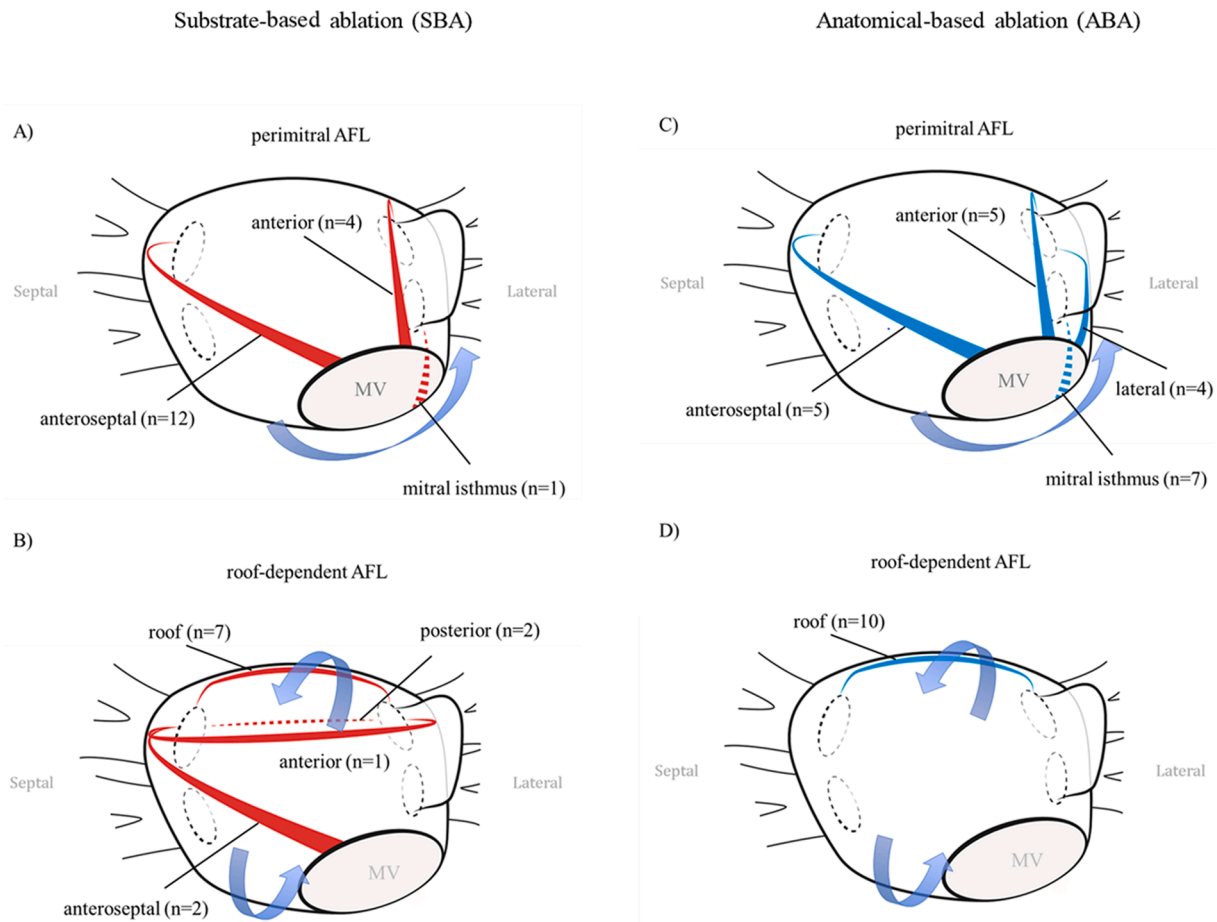 Substrate-based ablation (SBA)
Anatomical-based ablation (ABA)
A)
perimitral AFL
anterior (n=4)
Septal
Lateral
MV
anteroseptal (n=12)
mitral isthmus (n=1)
C)
perimitral AFL
anterior (n=5)
Septal
Lateral
MV
lateral (n=4)
anteroseptal (n=5)
mitral isthmus (n=7)
B)
roof-dependent AFL
roof (n=7)
posterior (n=2)
anterior (n=1)
Septal
Lateral
MV
anteroseptal (n=2)
D)
roof-dependent AFL
roof (n=10)
Septal
Lateral
MV